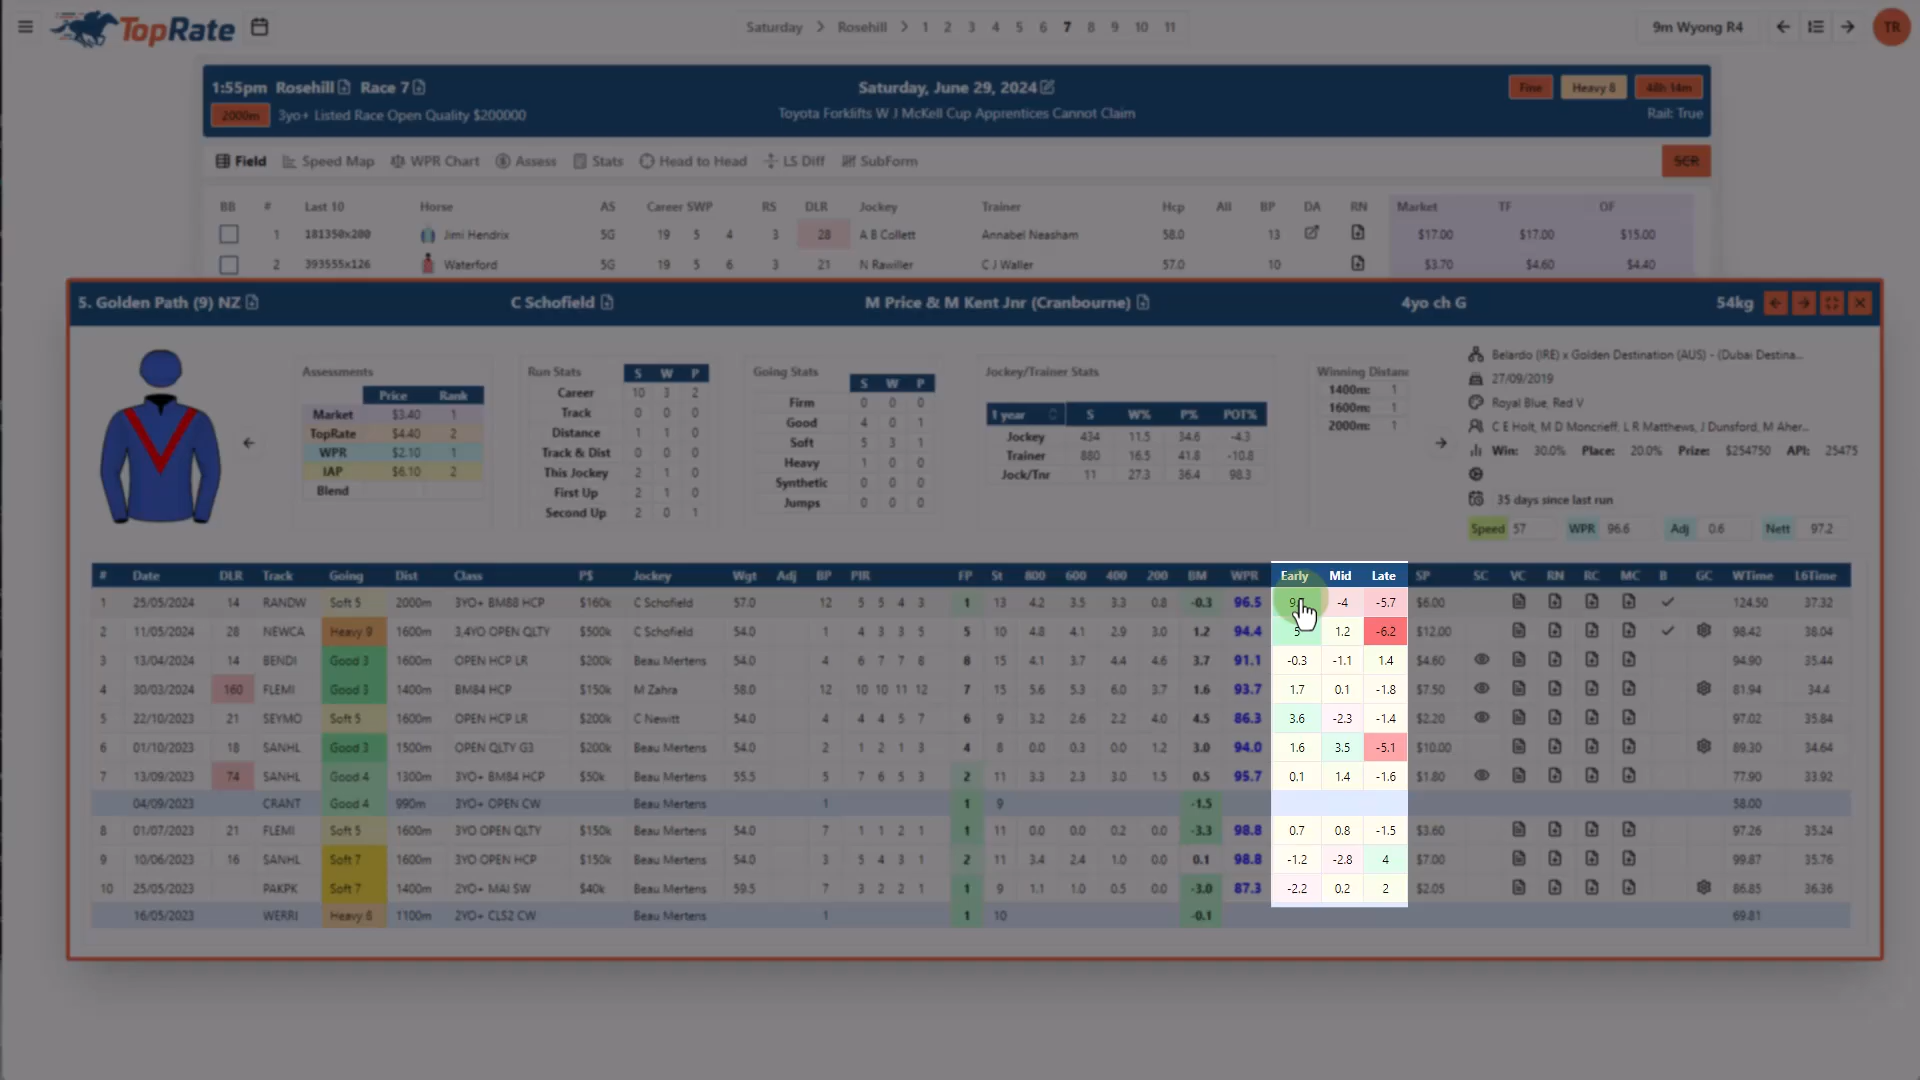 TopRate
Saturday > Rosehill > 1 2 3 4 5 6 7 8 9 10 11
9m Wyong R4
TR
1:55pm Rosehill Race 7
Saturday, June 29, 2024
Fine Heavy 8 48h 14m
2000m 3yo+ Listed Race Open Quality $200000
Toyota Forklifts W J McKell Cup Apprentices Cannot Claim
Rail: True
Field Speed Map WPR Chart Assess Stats Head to Head LS Diff SubForm
SCR
BB # Last 10 Horse AS Career SWP RS DLR Jockey Trainer Hcp All BP DA RN Market TF OF
1 181350x200 Jimi Hendrix 5G 19 5 4 3 28 A B Collett Annabel Neasham 58.0 13 $17.00 $17.00 $15.00
2 393555x126 Waterford 5G 19 5 6 3 21 N Rawiller C J Waller 57.0 10 $3.70 $4.60 $4.40
5. Golden Path (9) NZ
C Schofield
M Price & M Kent Jnr (Cranbourne)
4yo ch G
54kg
Assessments
Price Rank
Market $3.40 1
TopRate $4.40 2
WPR $2.10 1
IAP $6.10 2
Blend
Run Stats S W P
Career 10 3 2
Track 0 0 0
Distance 1 1 0
Track & Dist 0 0 0
This Jockey 2 1 0
First Up 2 1 0
Second Up 2 0 1
Going Stats S W P
Firm 0 0 0
Good 4 0 1
Soft 5 3 1
Heavy 1 0 0
Synthetic 0 0 0
Jumps 0 0 0
Jockey/Trainer Stats
1 year S W% P% POT%
Jockey 434 11.5 34.6 -4.3
Trainer 880 16.5 41.8 -10.8
Jock/Tnr 11 27.3 36.4 98.3
Winning Distanc
1400m: 1
1600m: 1
2000m: 1
Belardo (IRE) x Golden Destination (AUS) - (Dubai Destina...
27/09/2019
Royal Blue, Red V
C E Holt, M D Moncrieff, L R Matthews, J Dunsford, M Aher...
Win: 30.0% Place: 20.0% Prize: $254750 API: 25475
35 days since last run
Speed 57 WPR 96.6 Adj 0.6 Nett 97.2
# Date DLR Track Going Dist Class P$ Jockey Wgt Adj BP PIR FP St 800 600 400 200 BM WPR Early Mid Late SP SC VC RN RC MC B GC WTime L6Time
1 25/05/2024 14 RANDW Soft 5 2000m 3YO+ BM88 HCP $160k C Schofield 57.0 12 5 5 4 3 1 13 4.2 3.5 3.3 0.8 -0.3 96.5 -4 -5.7 $6.00 124.50 37.32
2 11/05/2024 28 NEWCA Heavy 9 1600m 3,4YO OPEN QLTY $500k C Schofield 54.0 1 4 3 3 5 5 10 4.8 4.1 2.9 3.0 1.2 94.4 5 1.2 -6.2 $12.00 98.42 38.04
3 13/04/2024 14 BENDI Good 3 1600m OPEN HCP LR $200k Beau Mertens 54.0 4 6 7 7 8 8 15 4.1 3.7 4.4 4.6 3.7 91.1 -0.3 -1.1 1.4 $4.60 94.90 35.44
4 30/03/2024 160 FLEMI Good 3 1400m BM84 HCP $150k M Zahra 58.0 12 10 10 11 12 7 15 5.6 5.3 6.0 3.7 1.6 93.7 1.7 0.1 -1.8 $7.50 81.94 34.4
5 22/10/2023 21 SEYMO Soft 5 1600m OPEN HCP LR $200k C Newitt 54.0 4 4 4 5 7 6 9 3.2 2.6 2.2 4.0 4.5 86.3 3.6 -2.3 -1.4 $2.20 97.02 35.84
6 01/10/2023 18 SANHL Good 3 1500m OPEN QLTY G3 $200k Beau Mertens 54.0 2 1 2 1 3 4 8 0.0 0.3 0.0 1.2 3.0 94.0 1.6 3.5 -5.1 $10.00 89.30 34.64
7 13/09/2023 74 SANHL Good 4 1300m 3YO+ BM84 HCP $50k Beau Mertens 55.5 5 7 6 5 3 2 11 3.3 2.3 3.0 1.5 0.5 95.7 0.1 1.4 -1.6 $1.80 77.90 33.92
04/09/2023 CRANT Good 4 990m 3YO+ OPEN CW Beau Mertens 1 1 9 -1.5 58.00
8 01/07/2023 21 FLEMI Soft 5 1600m 3YO OPEN QLTY $150k Beau Mertens 54.0 7 1 1 2 1 1 11 0.0 0.0 0.2 0.0 -3.3 98.8 0.7 0.8 -1.5 $3.60 97.26 35.24
9 10/06/2023 16 SANHL Soft 7 1600m 3YO OPEN HCP $150k Beau Mertens 54.0 3 5 4 3 1 2 11 3.4 2.4 1.0 0.0 0.1 98.8 -1.2 -2.8 4 $7.00 99.87 35.76
10 25/05/2023 PAKPK Soft 7 1400m 2YO+ MAI SW $40k Beau Mertens 59.5 7 3 2 2 1 1 9 1.1 1.0 0.5 0.0 -3.0 87.3 -2.2 0.2 2 $2.05 86.85 36.36
16/05/2023 WERRI Heavy 8 1100m 2YO+ CLS2 CW Beau Mertens 1 1 10 -0.1 69.81